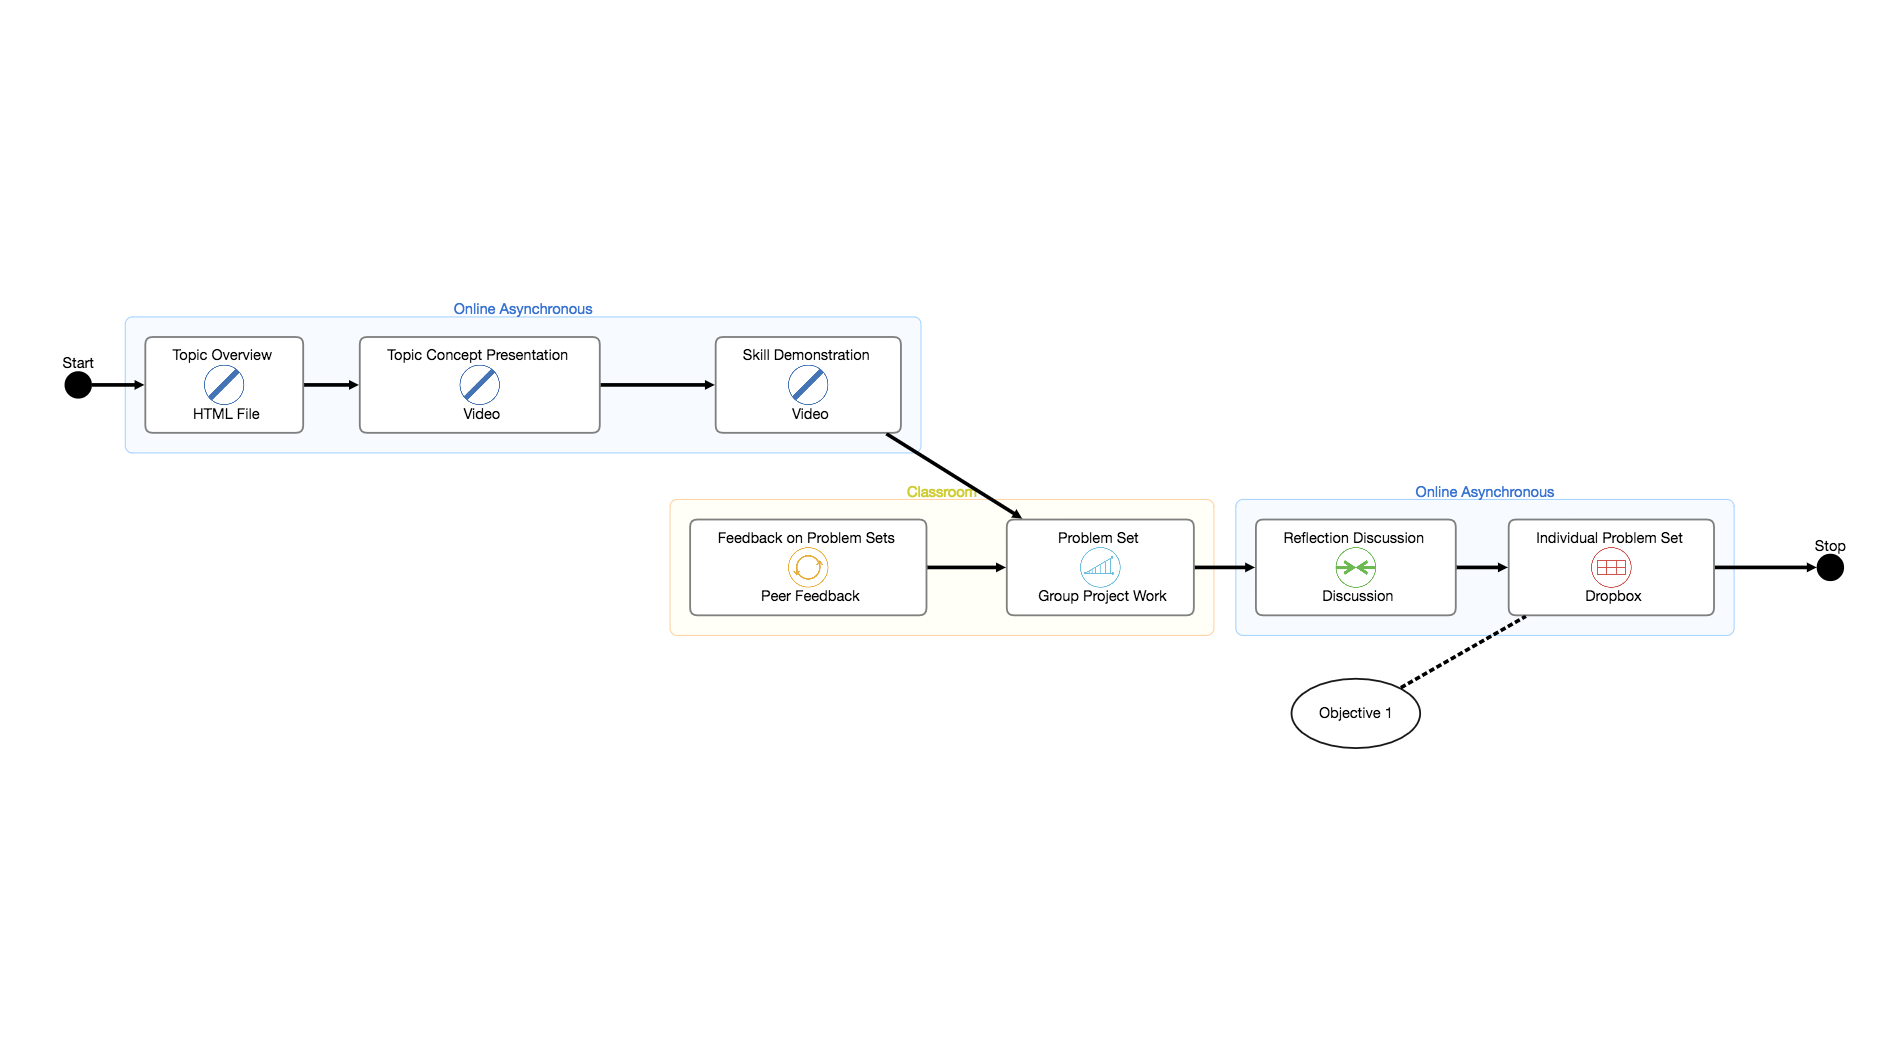 Online Asynchronous
Start
Topic Overview
HTML File
Topic Concept Presentation
Video
Skill Demonstration
Video
Classroom
Feedback on Problem Sets
Peer Feedback
Problem Set
Group Project Work
Online Asynchronous
Reflection Discussion
Discussion
Individual Problem Set
Dropbox
Stop
Objective 1